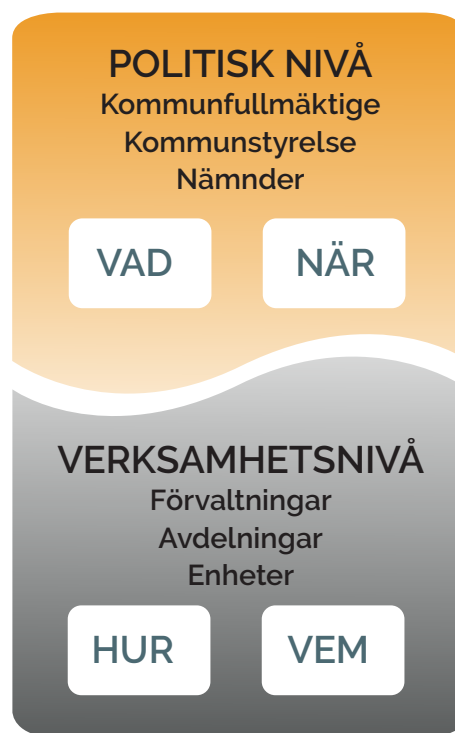 POLITISK NIVÅ
Kommunfullmäktige
Kommunstyrelse
Nämnder
VAD NÄR
VERKSAMHETSNIVÅ
Förvaltningar
Avdelningar
Enheter
HUR VEM